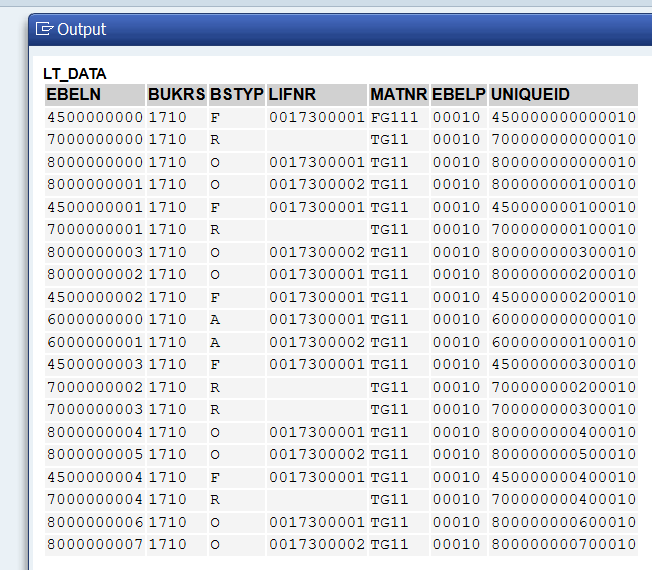 Output
LT_DATA
EBELN BUKRS BSTYP LIFNR MATNR EBELP UNIQUEID
4500000000 1710 F 0017300001 FG111 00010 450000000000010
7000000000 1710 R TG11 00010 700000000000010
8000000000 1710 O 0017300001 TG11 00010 800000000000010
8000000001 1710 O 0017300002 TG11 00010 800000000100010
4500000001 1710 F 0017300001 TG11 00010 450000000100010
7000000001 1710 R TG11 00010 700000000100010
8000000003 1710 O 0017300002 TG11 00010 800000000300010
8000000002 1710 O 0017300001 TG11 00010 800000000200010
4500000002 1710 F 0017300001 TG11 00010 450000000200010
6000000000 1710 A 0017300001 TG11 00010 600000000000010
6000000001 1710 A 0017300002 TG11 00010 600000000100010
4500000003 1710 F 0017300001 TG11 00010 450000000300010
7000000002 1710 R TG11 00010 700000000200010
7000000003 1710 R TG11 00010 700000000300010
8000000004 1710 O 0017300001 TG11 00010 800000000400010
8000000005 1710 O 0017300002 TG11 00010 800000000500010
4500000004 1710 F 0017300001 TG11 00010 450000000400010
7000000004 1710 R TG11 00010 700000000400010
8000000006 1710 O 0017300001 TG11 00010 800000000600010
8000000007 1710 O 0017300002 TG11 00010 800000000700010